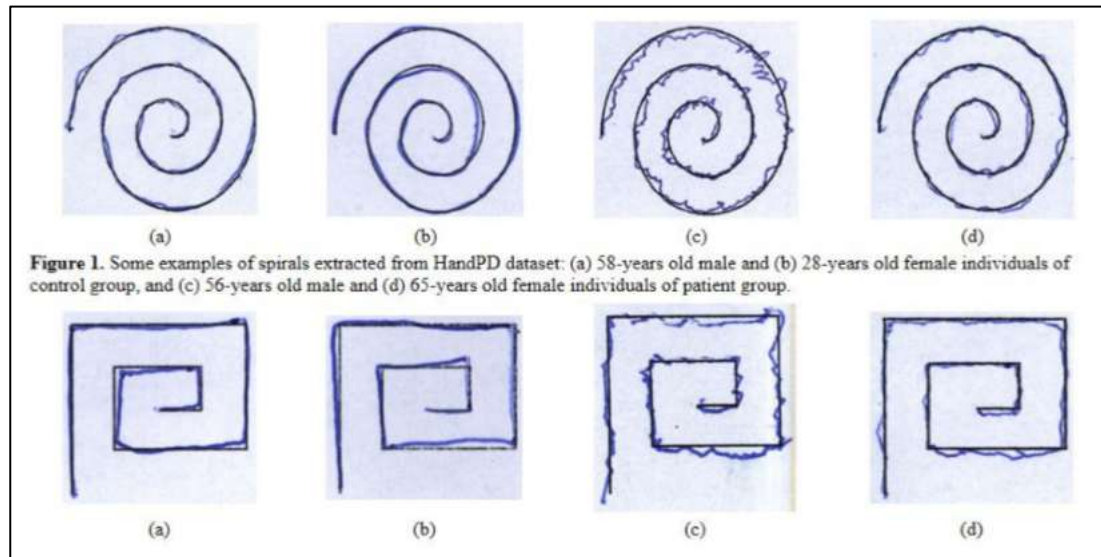 (a) (b) (c) (d)
Figure 1. Some examples of spirals extracted from HandPD dataset: (a) 58-years old male and (b) 28-years old female individuals of
control group, and (c) 56-years old male and (d) 65-years old female individuals of patient group.
(a) (b) (c) (d)